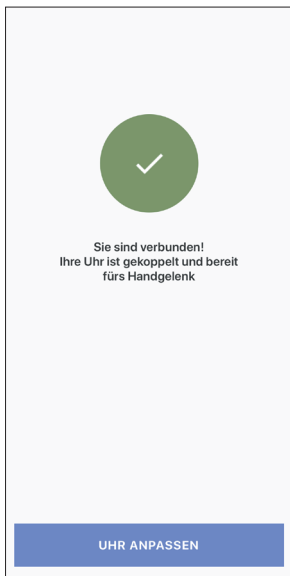 Sie sind verbunden!
Ihre Uhr ist gekoppelt und bereit
fürs Handgelenk
UHR ANPASSEN